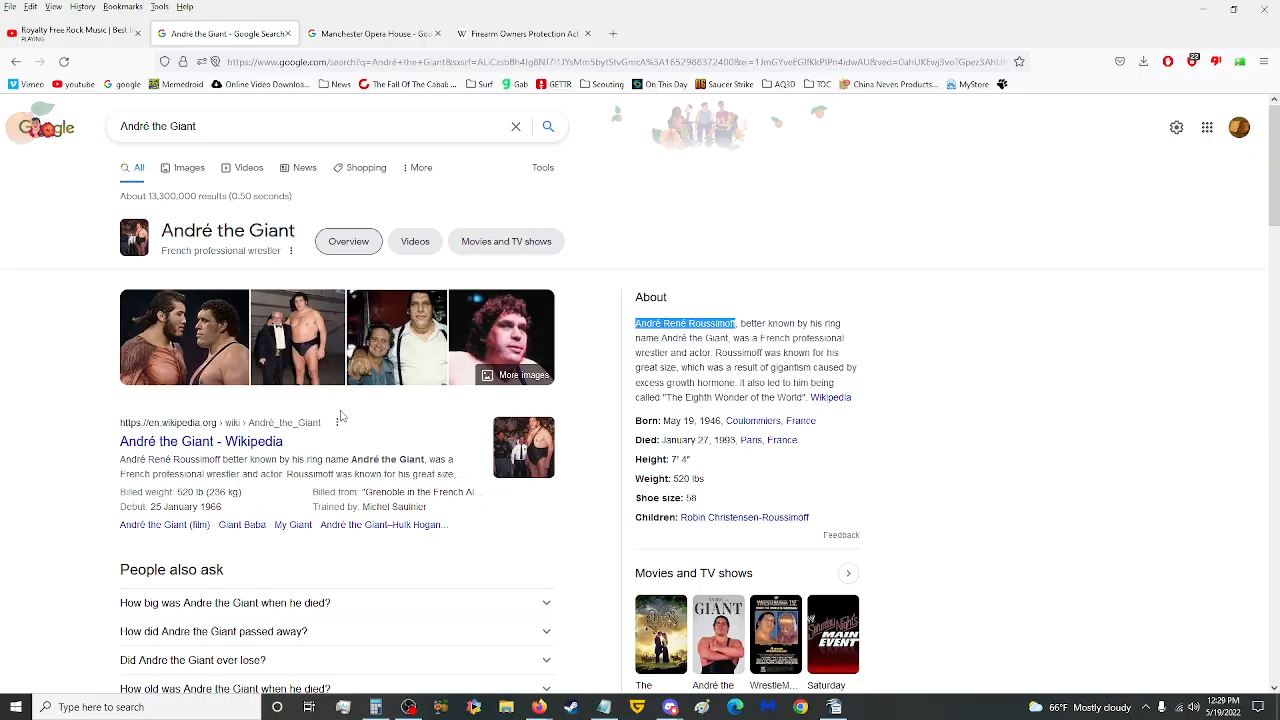 File Edit View History Bookmarks Tools Help
Royalty Free Rock Music | Best
PLAYING
André the Giant - Google Search
Manchester Opera House - Goo
Firearm Owners Protection Act
Vimeo youtube google Memedroid Online Video Downloa... News The Fall Of The Cabal ... Surf Gab GETTR Scouting On This Day Saucer Strike AQ3D TOC China Never Products... MyStore
Google
André the Giant
All Images Videos News Shopping More Tools
About 13,300,000 results (0.50 seconds)
André the Giant
French professional wrestler
Overview Videos Movies and TV shows
More images
https://en.wikipedia.org › wiki › André_the_Giant
André the Giant - Wikipedia
André René Roussimoff better known by his ring name André the Giant, was a
French professional wrestler and actor. Roussimoff was known for his great size, ...
Billed weight: 520 lb (236 kg) Billed from: "Grenoble in the French Al...
Debut: 25 January 1966 Trained by: Michael Saulnier
André the Giant (film) · Giant Baba · My Giant · André the Giant–Hulk Hogan...
People also ask
How big was Andre the Giant when he died?
How did Andre the Giant passed away?
Did Andre the Giant ever lose?
How old was Andre the Giant when he died?
About
André René Roussimoff, better known by his ring
name André the Giant, was a French professional
wrestler and actor. Roussimoff was known for his
great size, which was a result of gigantism caused by
excess growth hormone. It also led to him being
called "The Eighth Wonder of the World". Wikipedia
Born: May 19, 1946, Coulommiers, France
Died: January 27, 1993, Paris, France
Height: 7′ 4″
Weight: 520 lbs
Shoe size: 58
Children: Robin Christensen-Roussimoff
Feedback
Movies and TV shows
GIANT
MAIN
EVENT
The André the WrestleM... Saturday
Type here to search
66°F Mostly cloudy
12:29 PM
5/19/2022